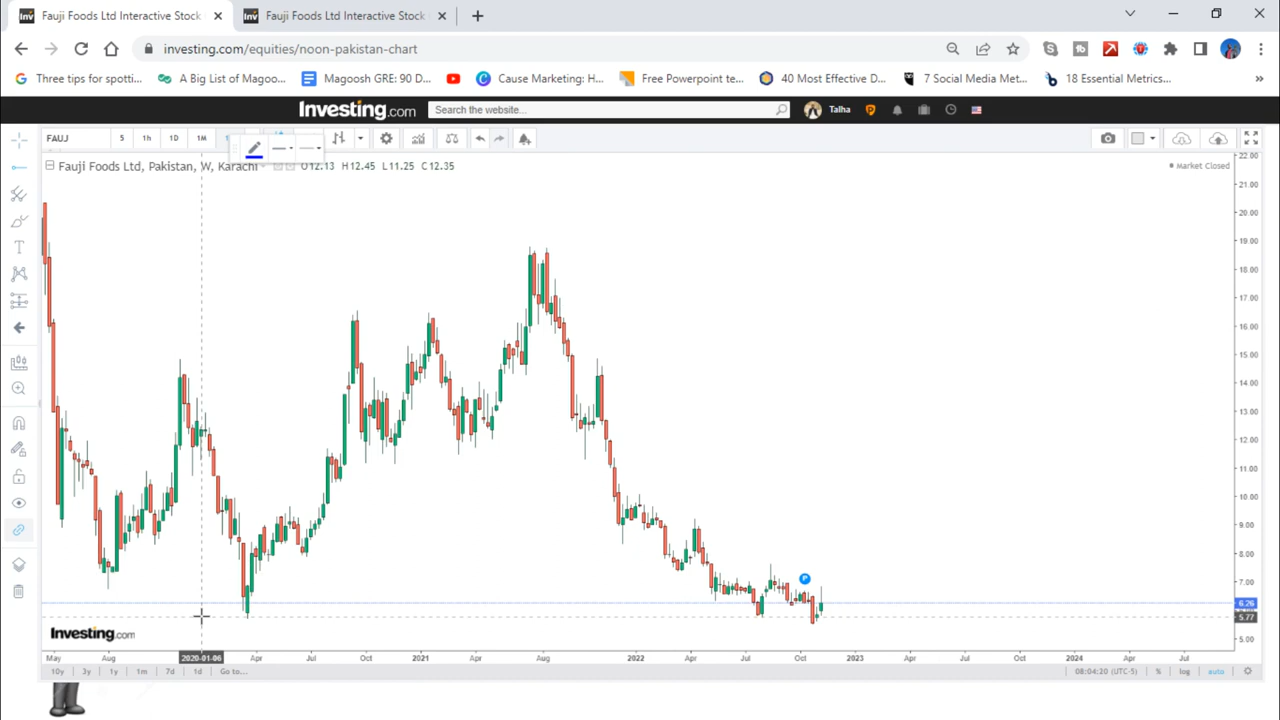 Fauji Foods Ltd Interactive Stock
Fauji Foods Ltd Interactive Stock
investing.com/equities/noon-pakistan-chart
Three tips for spotti...
A Big List of Magoo...
Magoosh GRE: 90 D...
Cause Marketing: H...
Free Powerpoint te...
40 Most Effective D...
7 Social Media Met...
18 Essential Metrics...
Investing.com
Search the website...
Talha
FAUJ 5 1h 1D 1M
Fauji Foods Ltd, Pakistan, W, Karachi O12.13 H12.45 L11.25 C12.35
Market Closed
22.00
21.00
20.00
19.00
18.00
17.00
16.00
15.00
14.00
13.00
12.00
11.00
10.00
9.00
8.00
7.00
6.26
5.77
5.00
P
Investing.com
May Aug 2020-01-06 Apr Jul Oct 2021 Apr Aug 2022 Apr Jul Oct 2023 Apr Jul Oct 2024 Apr Jul
10y 3y 1y 1m 7d 1d Go to... 08:04:20 (UTC-5) % log auto